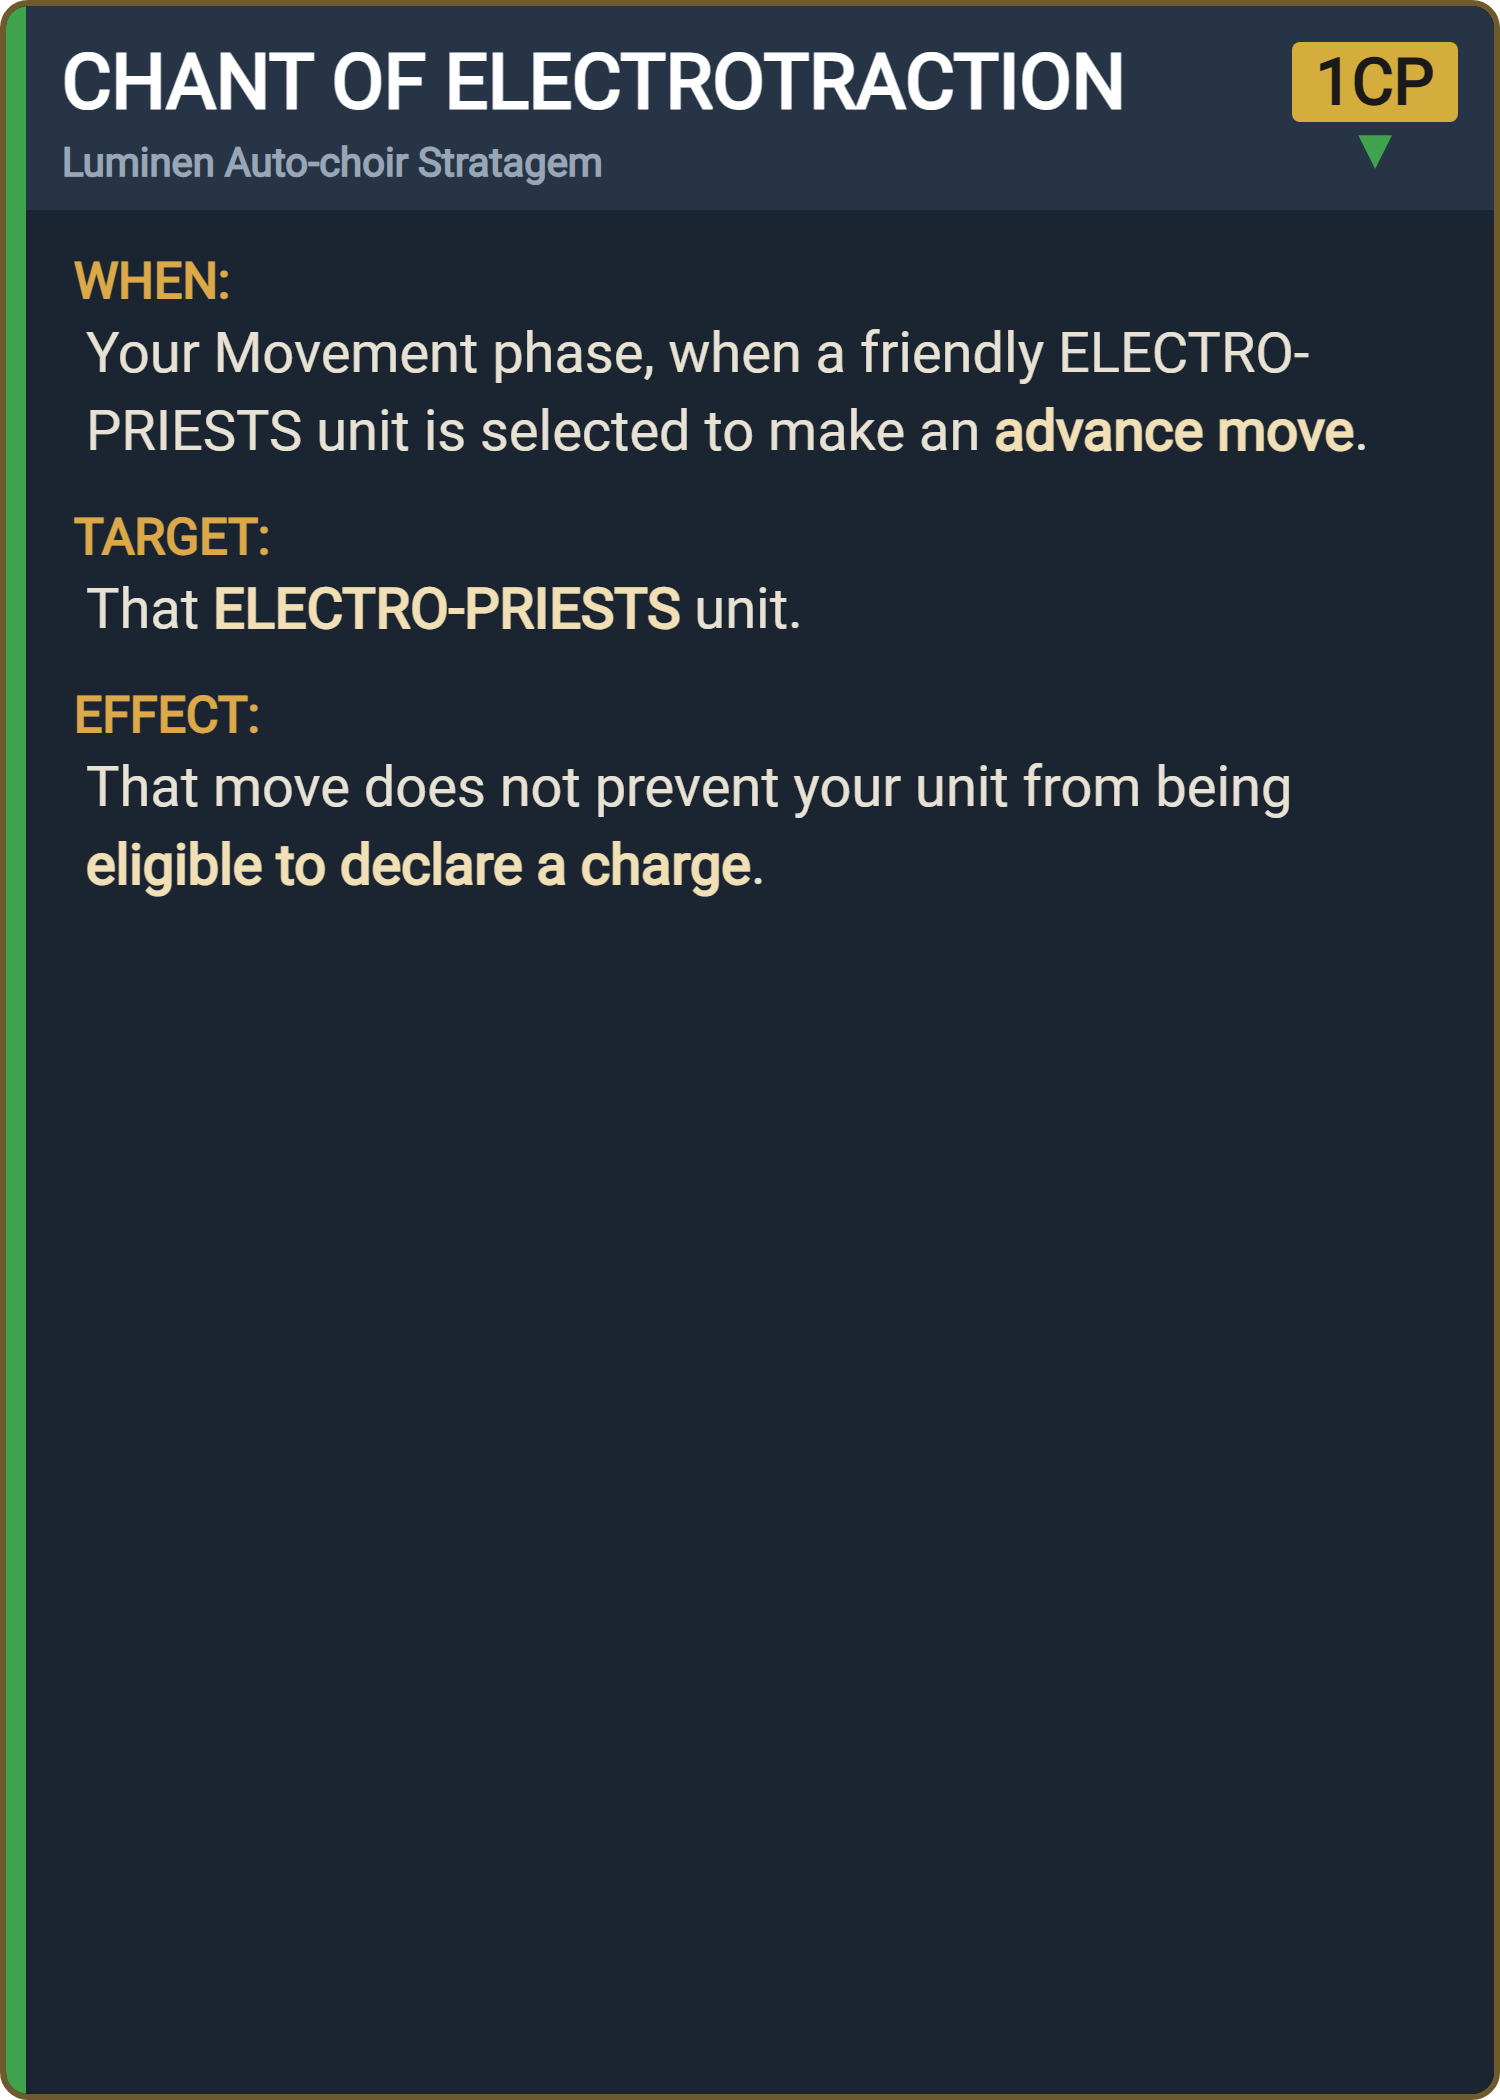 CHANT OF ELECTROTRACTION
1CP
Luminen Auto-choir Stratagem
WHEN:
Your Movement phase, when a friendly ELECTRO-
PRIESTS unit is selected to make an advance move.
TARGET:
That ELECTRO-PRIESTS unit.
EFFECT:
That move does not prevent your unit from being
eligible to declare a charge.